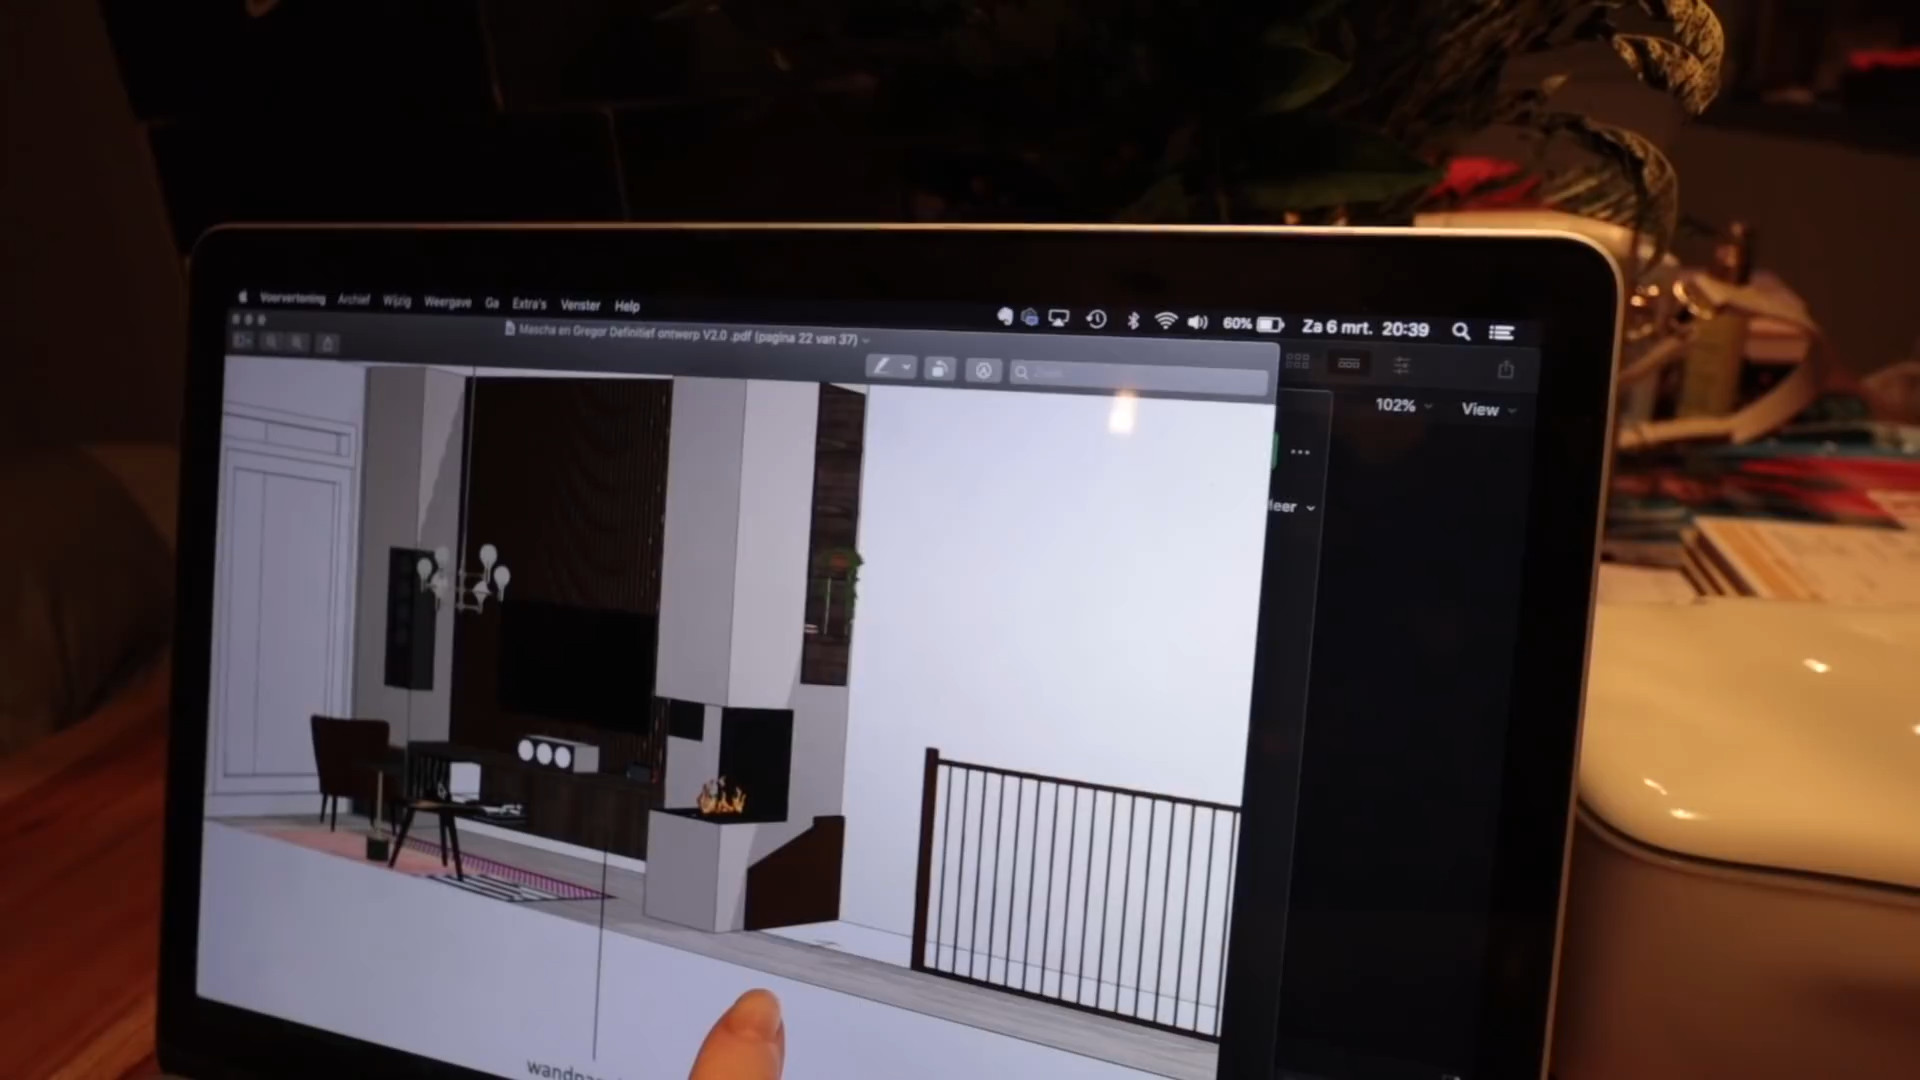 Voorvertoning Archief Wijzig Weergave Ga Extra's Venster Help
60% Za 6 mrt. 20:39
Mascha en Gregor Definitief ontwerp V2.0 .pdf (pagina 22 van 37)
102% View